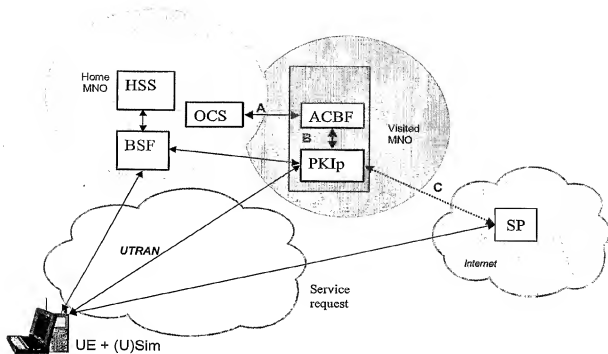 Home
MNO
HSS
OCS
A
ACBF
Visited
MNO
BSF
B
PKIp
C
SP
UTRAN
Internet
Service
request
UE + (U)Sim